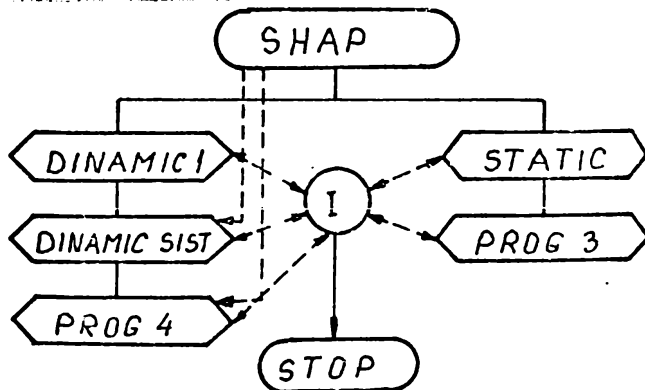 SHAP
DINAMIC 1
STATIC
I
DINAMIC SIST
PROG 3
PROG 4
STOP